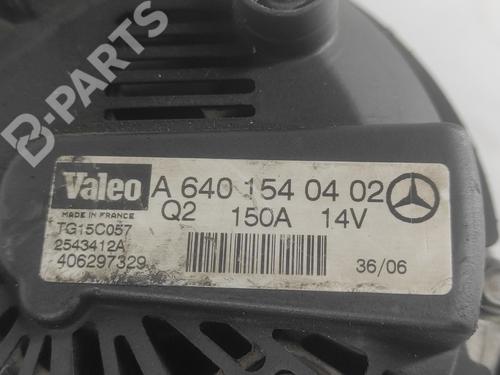 B-PARTS
Valeo A 640 154 04 02
MADE IN FRANCE Q2 150A 14V
TG15C057
2543412A
406297329 36/06